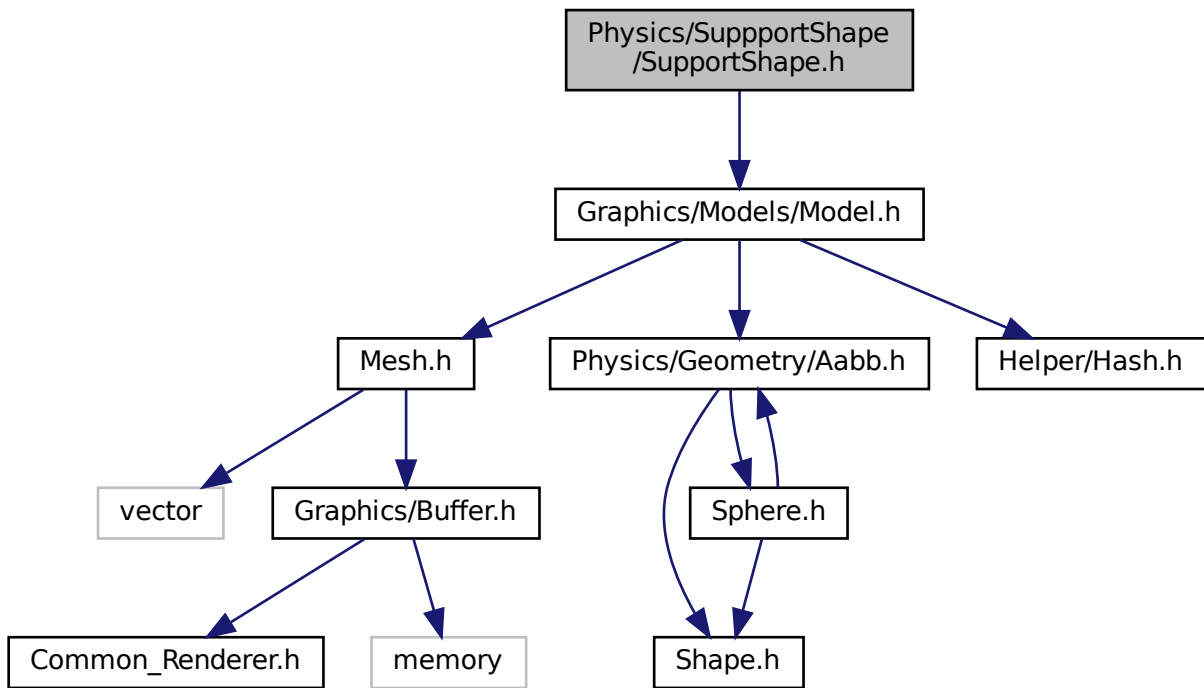 Physics/SuppportShape
/SupportShape.h
Graphics/Models/Model.h
Mesh.h
Physics/Geometry/Aabb.h
Helper/Hash.h
vector
Graphics/Buffer.h
Sphere.h
Common_Renderer.h
memory
Shape.h